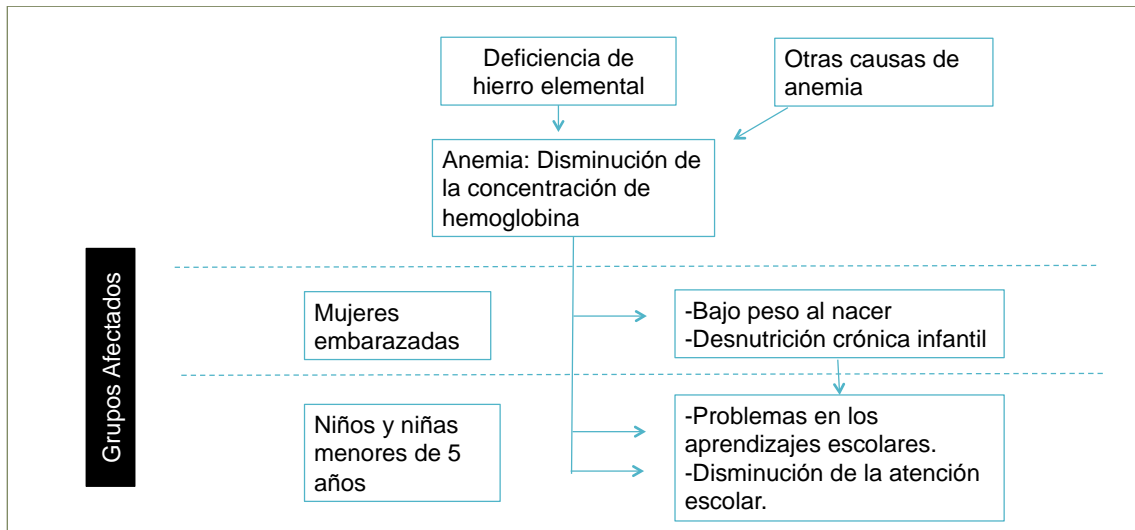 Deficiencia de
hierro elemental
Otras causas de
anemia
Anemia: Disminución de
la concentración de
hemoglobina
Grupos Afectados
Mujeres
embarazadas
-Bajo peso al nacer
-Desnutrición crónica infantil
Niños y niñas
menores de 5
años
-Problemas en los
aprendizajes escolares.
-Disminución de la atención
escolar.